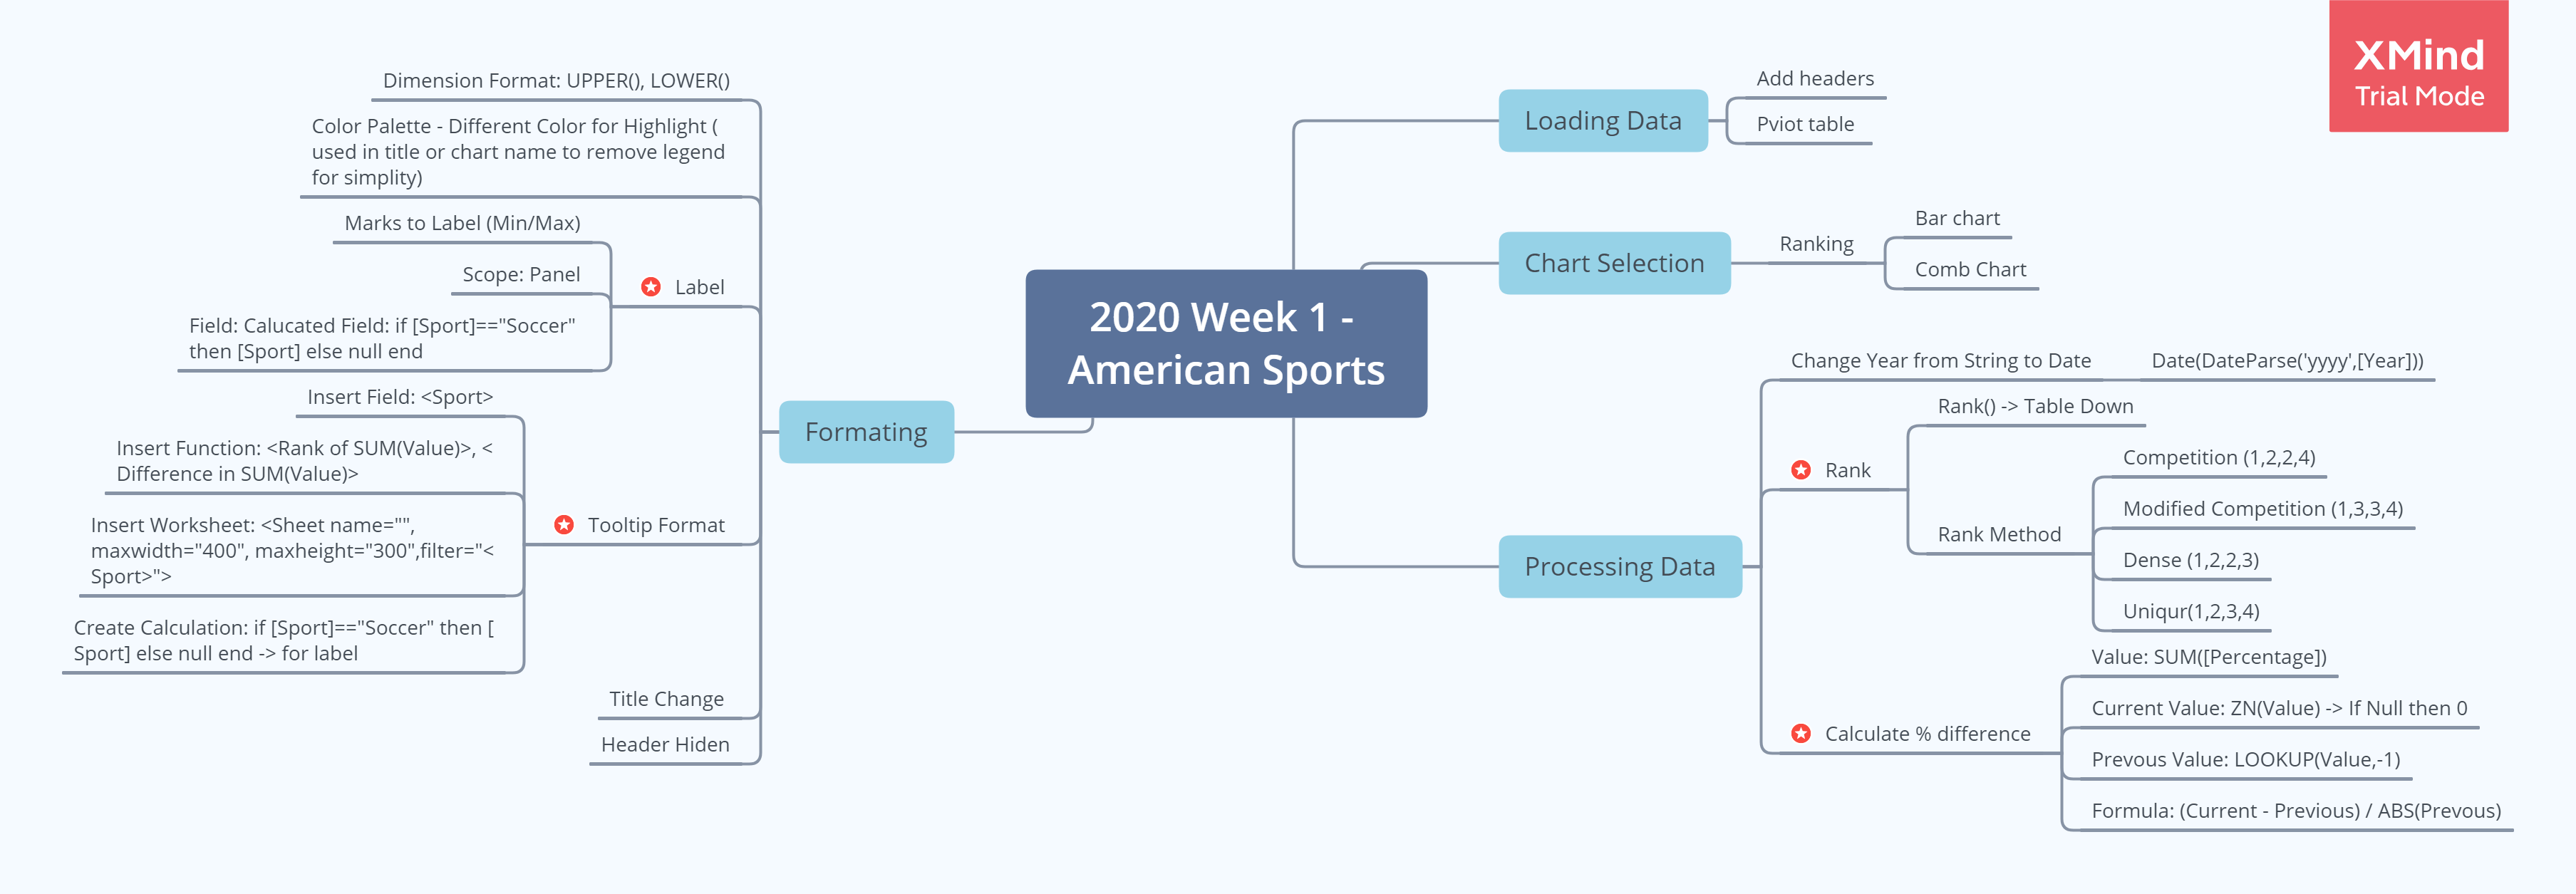 XMind
Trial Mode
2020 Week 1 -
American Sports
Loading Data
Add headers
Pviot table
Chart Selection
Ranking
Bar chart
Comb Chart
Processing Data
Change Year from String to Date
Date(DateParse('yyyy',[Year]))
Rank
Rank() -> Table Down
Rank Method
Competition (1,2,2,4)
Modified Competition (1,3,3,4)
Dense (1,2,2,3)
Uniqur(1,2,3,4)
Calculate % difference
Value: SUM([Percentage])
Current Value: ZN(Value) -> If Null then 0
Prevous Value: LOOKUP(Value,-1)
Formula: (Current - Previous) / ABS(Prevous)
Formating
Dimension Format: UPPER(), LOWER()
Color Palette - Different Color for Highlight (
used in title or chart name to remove legend
for simplity)
Label
Marks to Label (Min/Max)
Scope: Panel
Field: Calucated Field: if [Sport]=="Soccer"
then [Sport] else null end
Tooltip Format
Insert Field: <Sport>
Insert Function: <Rank of SUM(Value)>, <
Difference in SUM(Value)>
Insert Worksheet: <Sheet name="",
maxwidth="400", maxheight="300",filter="<
Sport>">
Create Calculation: if [Sport]=="Soccer" then [
Sport] else null end -> for label
Title Change
Header Hiden